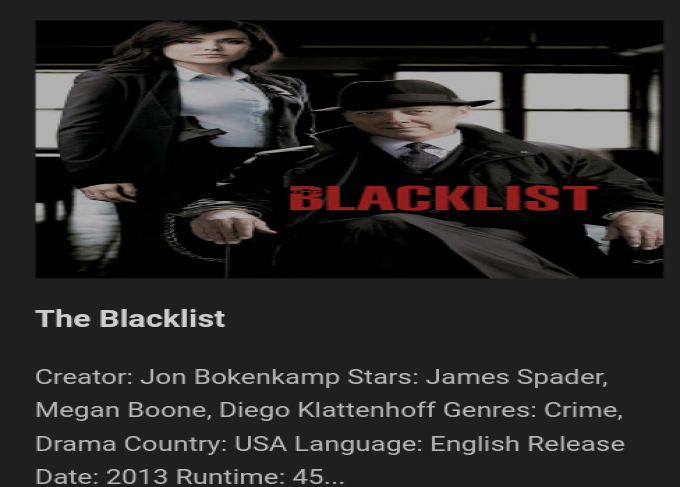 THE
BLACKLIST
The Blacklist
Creator: Jon Bokenkamp Stars: James Spader,
Megan Boone, Diego Klattenhoff Genres: Crime,
Drama Country: USA Language: English Release
Date: 2013 Runtime: 45...